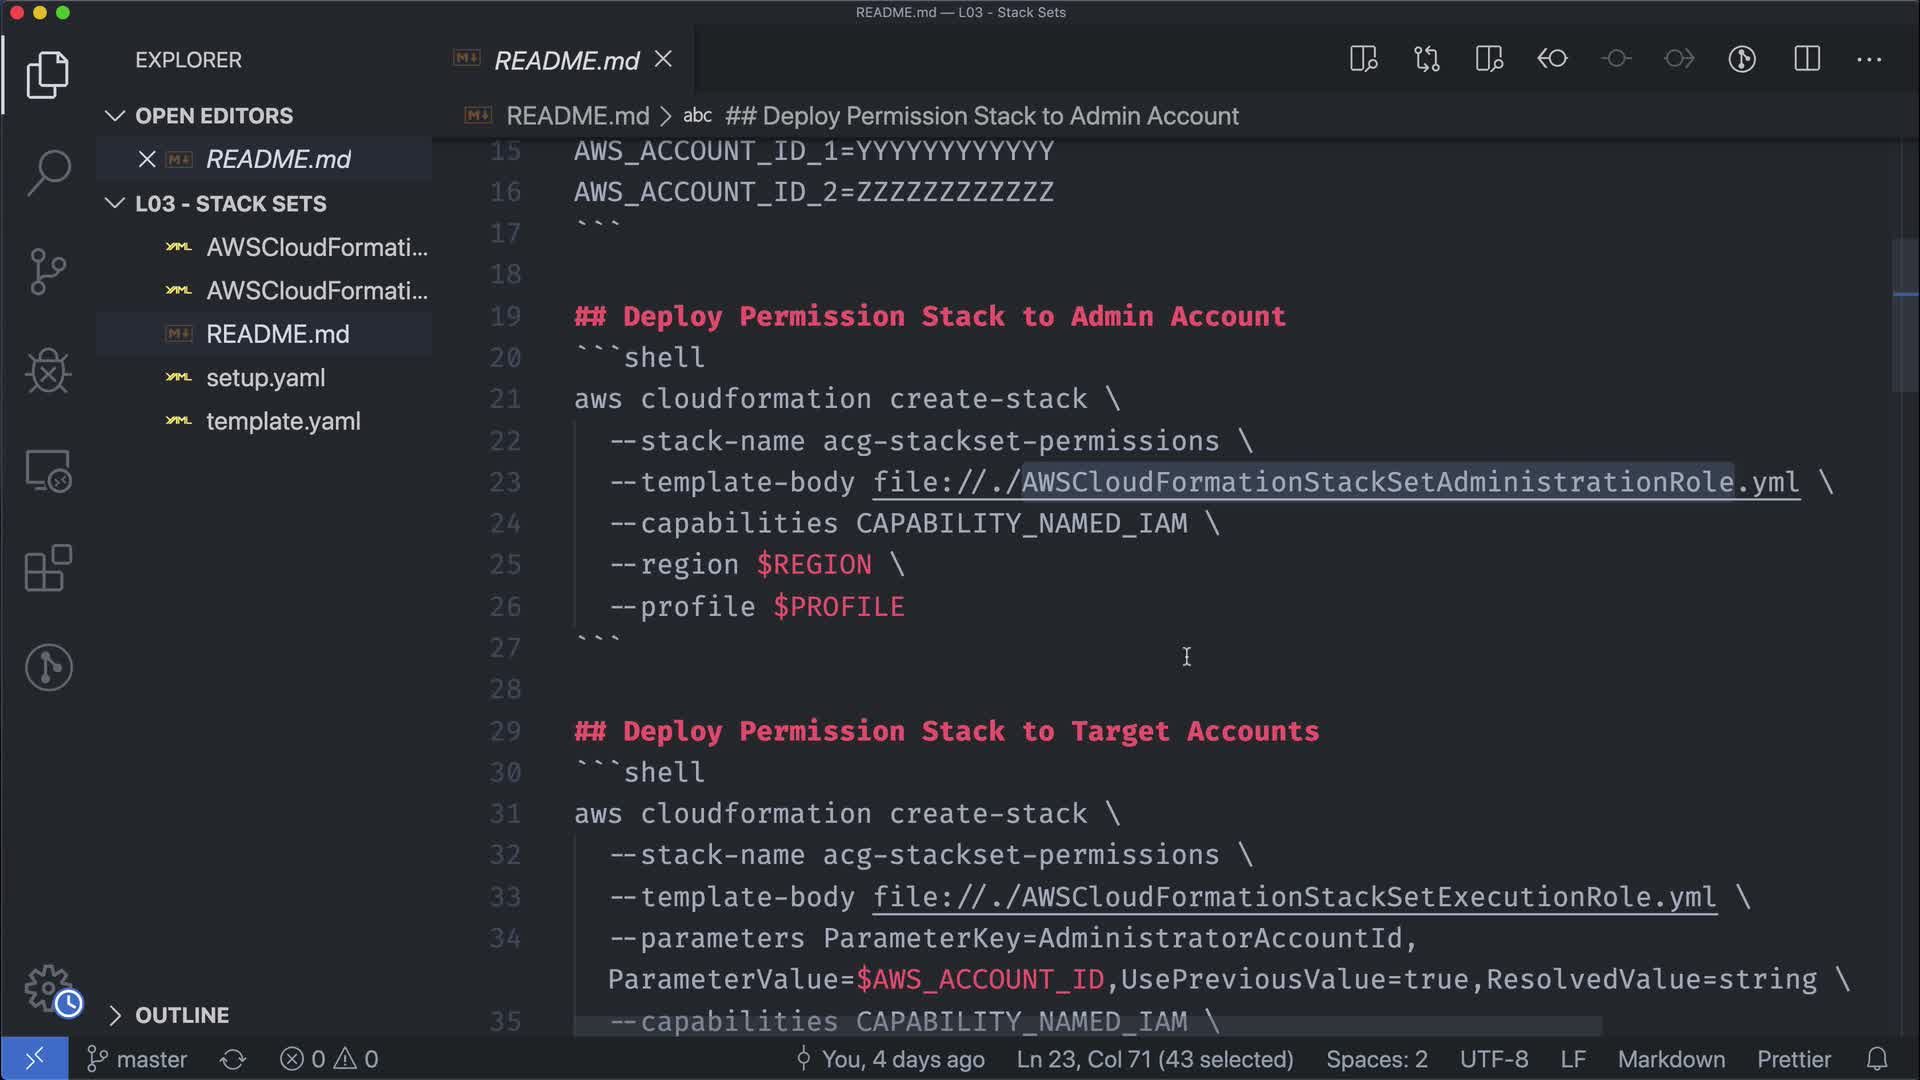 README.md — L03 - Stack Sets
EXPLORER
OPEN EDITORS
README.md
L03 - STACK SETS
AWSCloudFormati...
AWSCloudFormati...
README.md
setup.yaml
template.yaml
OUTLINE
README.md
README.md > abc ## Deploy Permission Stack to Admin Account
15 AWS_ACCOUNT_ID_1=YYYYYYYYYYYY
16 AWS_ACCOUNT_ID_2=ZZZZZZZZZZZZ
17 ```
18
19 ## Deploy Permission Stack to Admin Account
20 ```shell
21 aws cloudformation create-stack \
22 --stack-name acg-stackset-permissions \
23 --template-body file://./AWSCloudFormationStackSetAdministrationRole.yml \
24 --capabilities CAPABILITY_NAMED_IAM \
25 --region $REGION \
26 --profile $PROFILE
27 ```
28
29 ## Deploy Permission Stack to Target Accounts
30 ```shell
31 aws cloudformation create-stack \
32 --stack-name acg-stackset-permissions \
33 --template-body file://./AWSCloudFormationStackSetExecutionRole.yml \
34 --parameters ParameterKey=AdministratorAccountId,
ParameterValue=$AWS_ACCOUNT_ID,UsePreviousValue=true,ResolvedValue=string \
35 --capabilities CAPABILITY_NAMED_IAM \
master 0 0 You, 4 days ago Ln 23, Col 71 (43 selected) Spaces: 2 UTF-8 LF Markdown Prettier